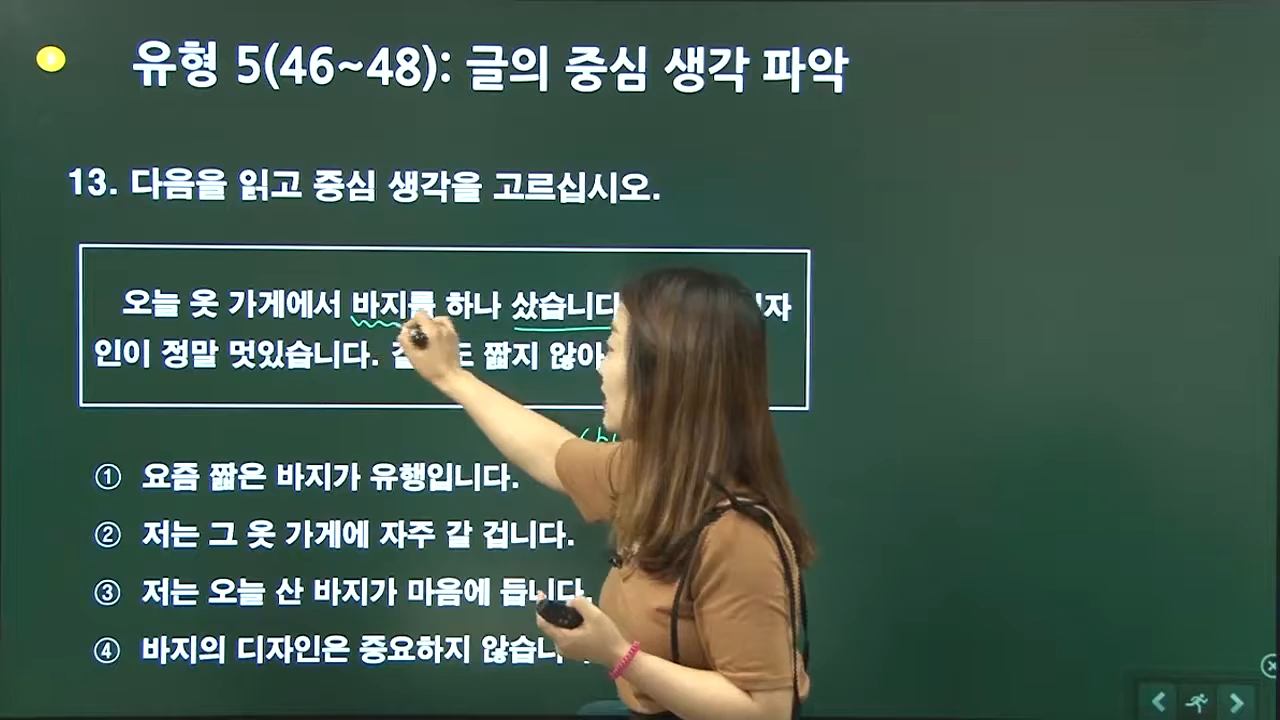 유형 5(46~48): 글의 중심 생각 파악
13. 다음을 읽고 중심 생각을 고르십시오.
오늘 옷 가게에서 바지를 하나 샀습니다
인이 정말 멋있습니다. 짧지
① 요즘 짧은 바지가 유행입니다.
② 저는 그 옷 가게에 자주 갈 겁니다.
③ 저는 오늘 산 바지가 마음에 듭니다.
④ 바지의 디자인은 중요하지